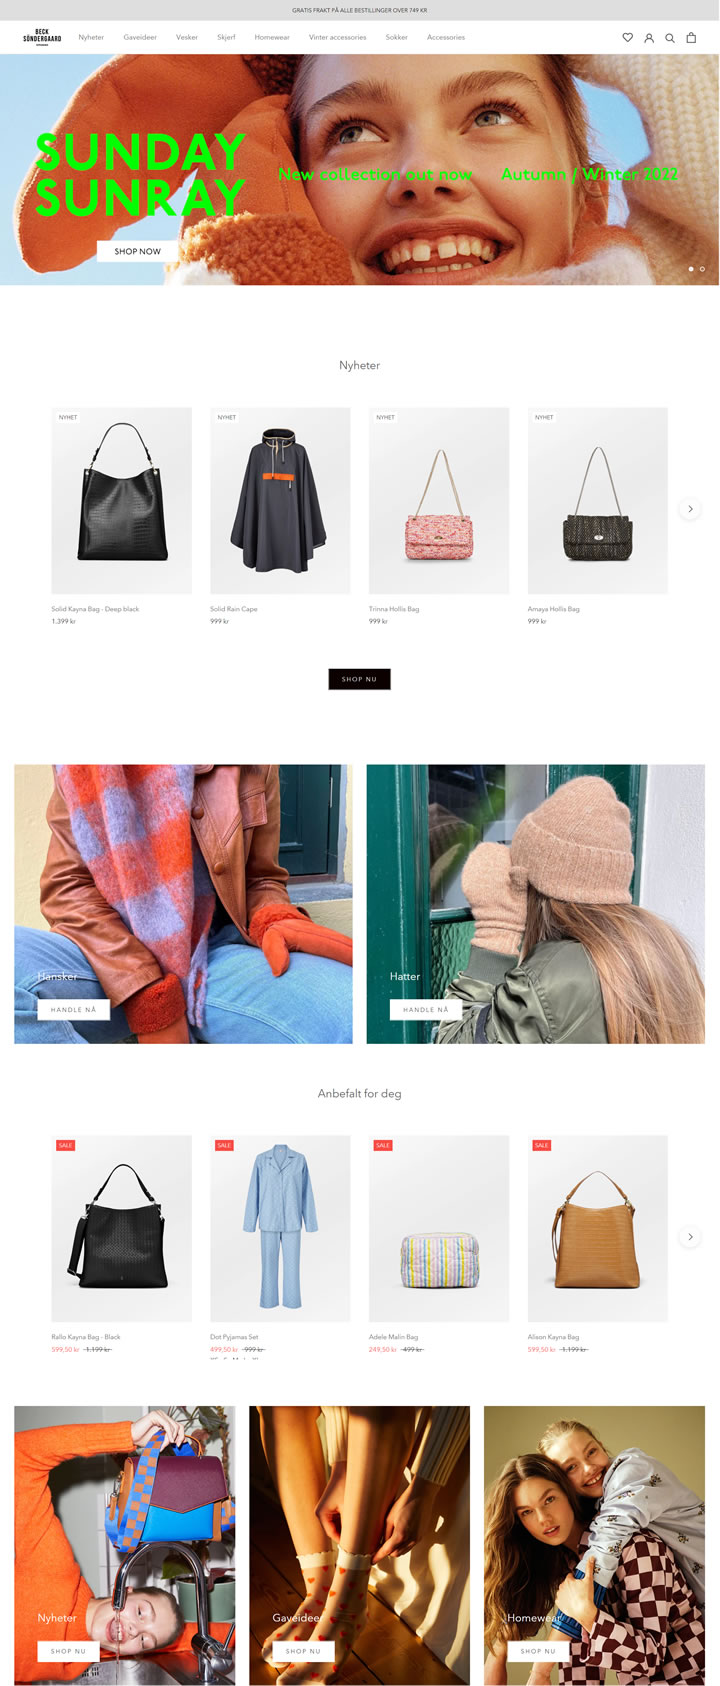 GRATIS FRAKT PÅ ALLE BESTILLINGER OVER 749 KR
BECK
SÖNDERGAARD
Nyheter Gaveideer Vesker Skjerf Homewear Vinter accessories Sokker Accessories
SUNDAY
SUNRAY
New collection out now Autumn / Winter 2022
SHOP NOW
Nyheter
NYHET NYHET NYHET NYHET
Solid Kayna Bag - Deep black Solid Rain Cape Trinna Hollis Bag Amaya Hollis Bag
1.399 kr 999 kr 999 kr 999 kr
SHOP NU
Hansker Hatter
HANDLE NÅ HANDLE NÅ
Anbefalt for deg
SALE SALE SALE SALE
Rallo Kayna Bag - Black Dot Pyjamas Set Adele Malin Bag Alison Kayna Bag
599,50 kr 1.199 kr 499,50 kr 999 kr 249,50 kr 499 kr 599,50 kr 1.199 kr
Nyheter Gaveideer Homewear
SHOP NU SHOP NU SHOP NU